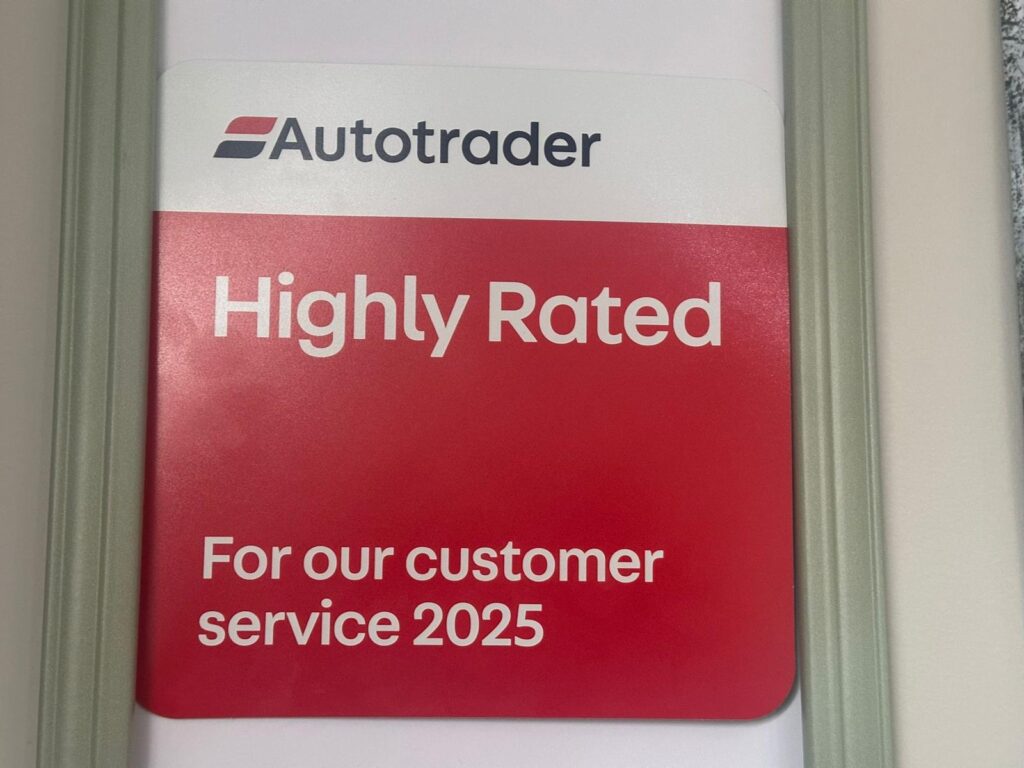 Autotrader
Highly Rated
For our customer
service 2025